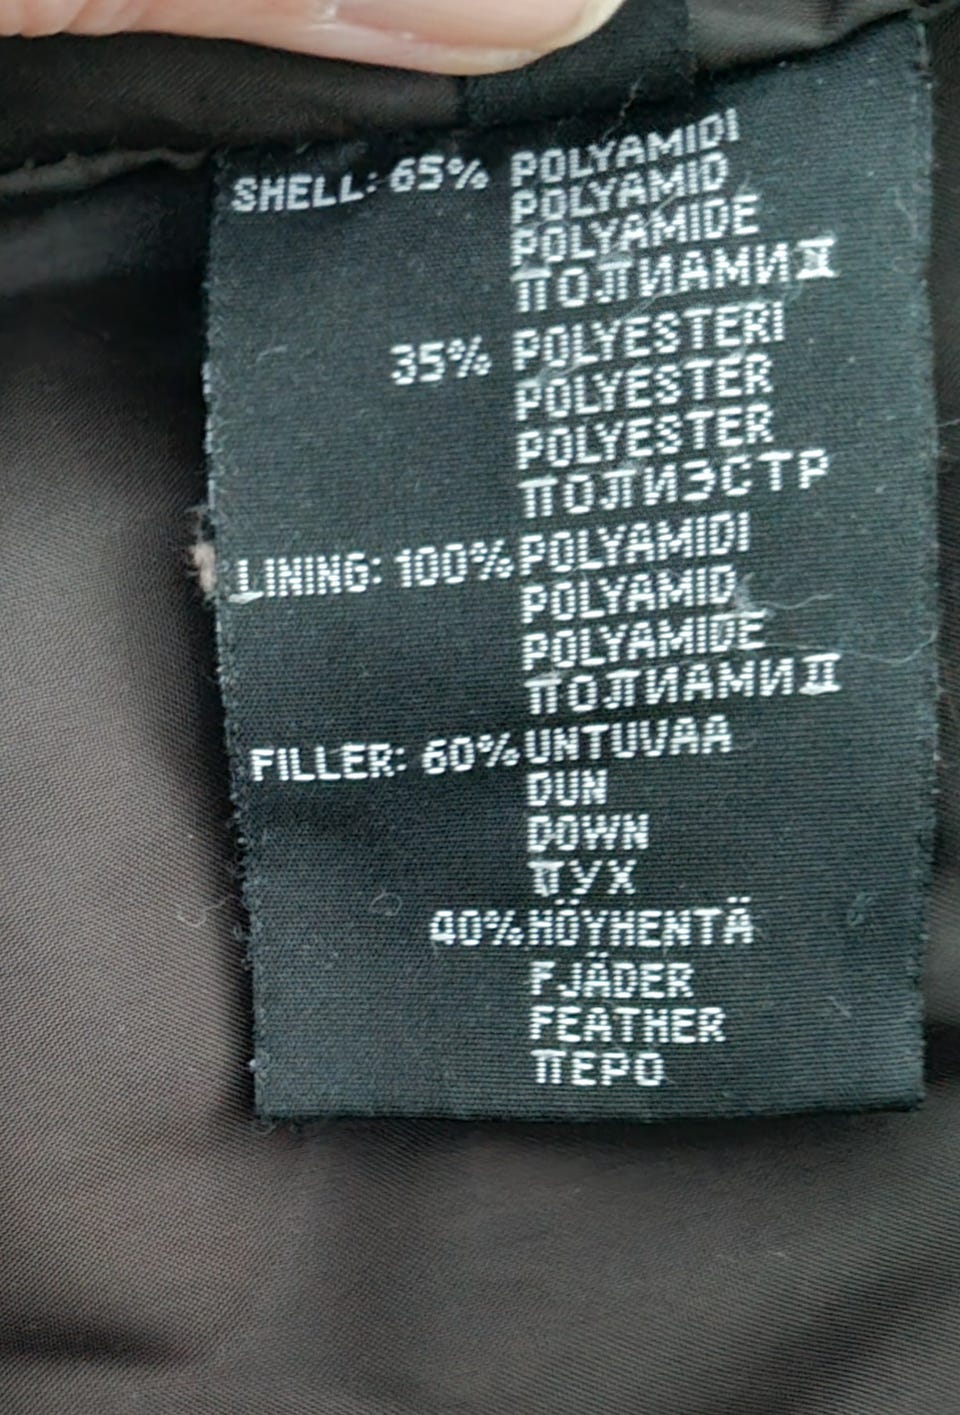 SHELL: 65% POLYAMIDI
POLYAMID
POLYAMIDE
ПОЛИАМИД
35% POLYESTERI
POLYESTER
POLYESTER
ПОЛИЭСТР
LINING: 100% POLYAMIDI
POLYAMID
POLYAMIDE
ПОЛИАМИД
FILLER: 60% UNTUVAA
DUN
DOWN
ПУХ
40% HÖYHENTÄ
FJÄDER
FEATHER
ПЕРО